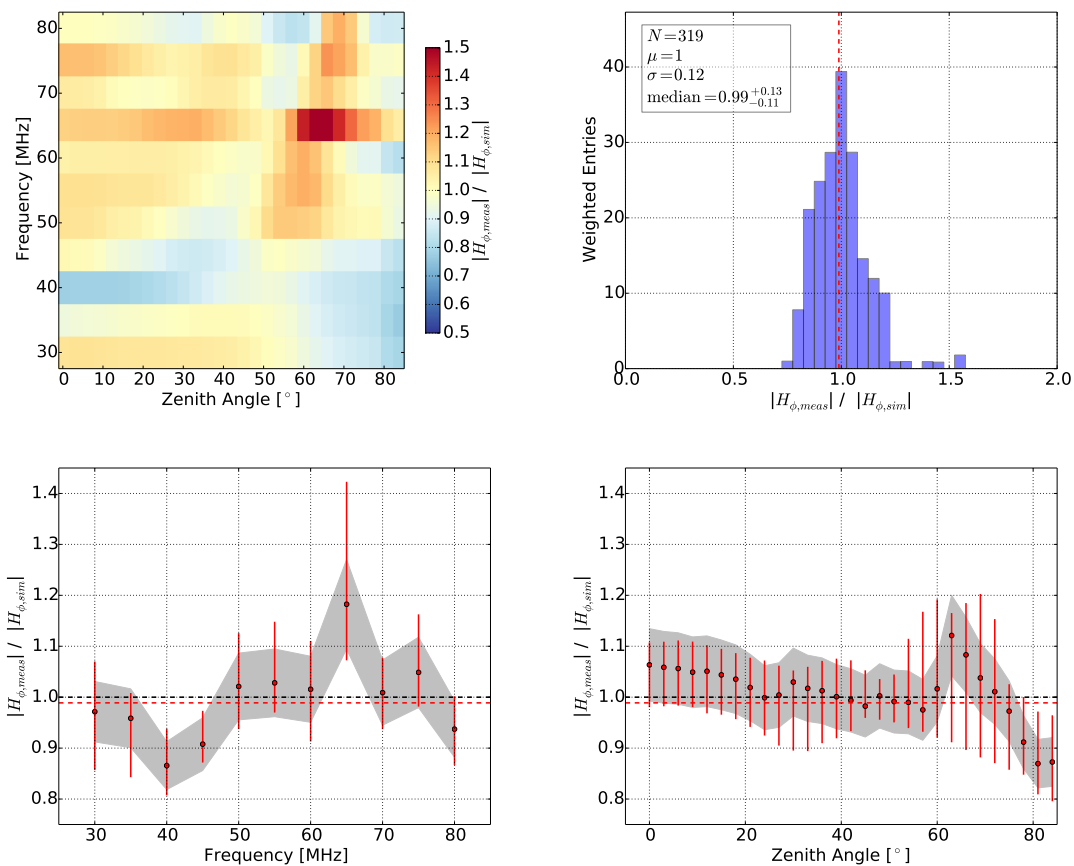 80
70
60
50
40
30
Frequency [MHz]
0 10 20 30 40 50 60 70 80
Zenith Angle [°]
1.5
1.4
1.3
1.2
1.1
1.0
0.9
0.8
0.7
0.6
0.5
|H_{ϕ,meas}| / |H_{ϕ,sim}|
N=319
μ=1
σ=0.12
median=0.99^{+0.13}_{−0.11}
40
30
20
10
0
Weighted Entries
0.0 0.5 1.0 1.5 2.0
|H_{ϕ,meas}| / |H_{ϕ,sim}|
1.4
1.3
1.2
1.1
1.0
0.9
0.8
|H_{ϕ,meas}| / |H_{ϕ,sim}|
30 40 50 60 70 80
Frequency [MHz]
1.4
1.3
1.2
1.1
1.0
0.9
0.8
|H_{ϕ,meas}| / |H_{ϕ,sim}|
0 20 40 60 80
Zenith Angle [°]